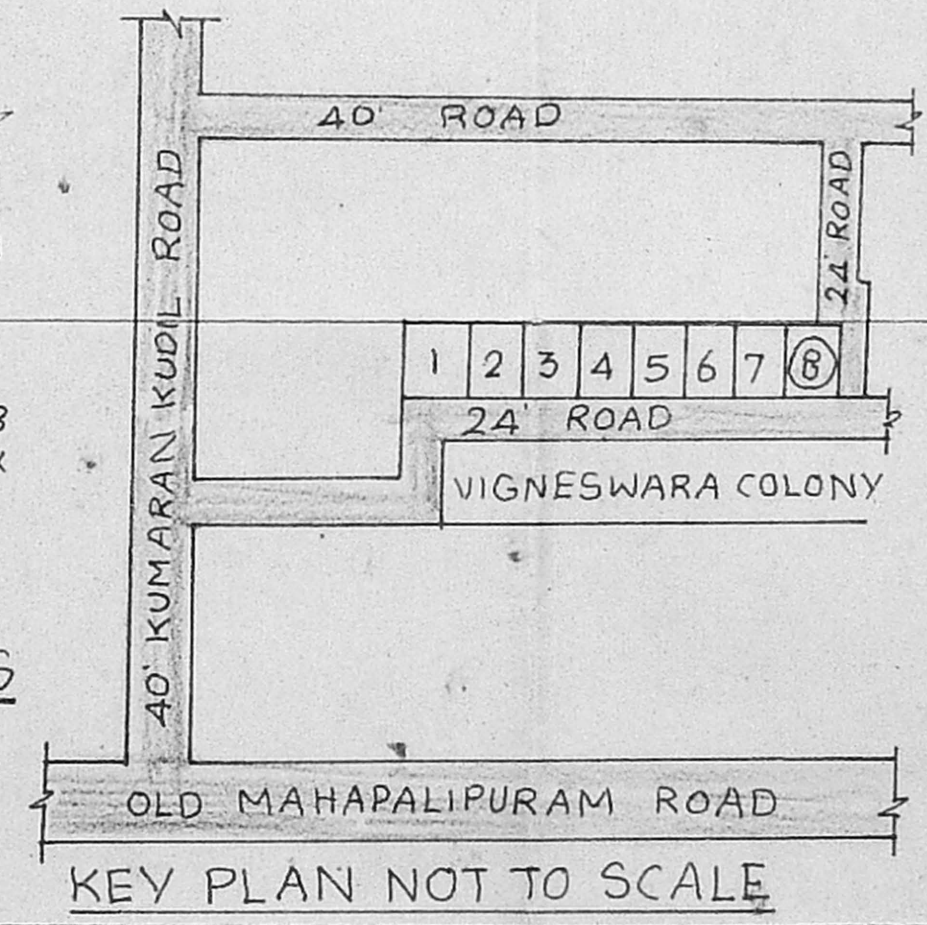 40' ROAD
40' KUMARAN KUDIL ROAD
24' ROAD
1 2 3 4 5 6 7 8
24' ROAD
VIGNESWARA COLONY
OLD MAHAPALIPURAM ROAD
KEY PLAN NOT TO SCALE